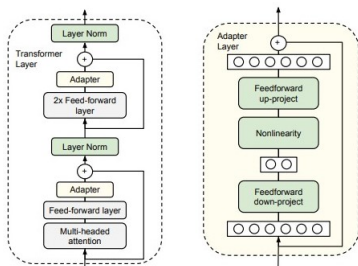 Layer Norm
Transformer
Layer
+
Adapter
2x Feed-forward
layer
Layer Norm
+
Adapter
Feed-forward layer
Multi-headed
attention
Adapter
Layer
+
Feedforward
up-project
Nonlinearity
Feedforward
down-project